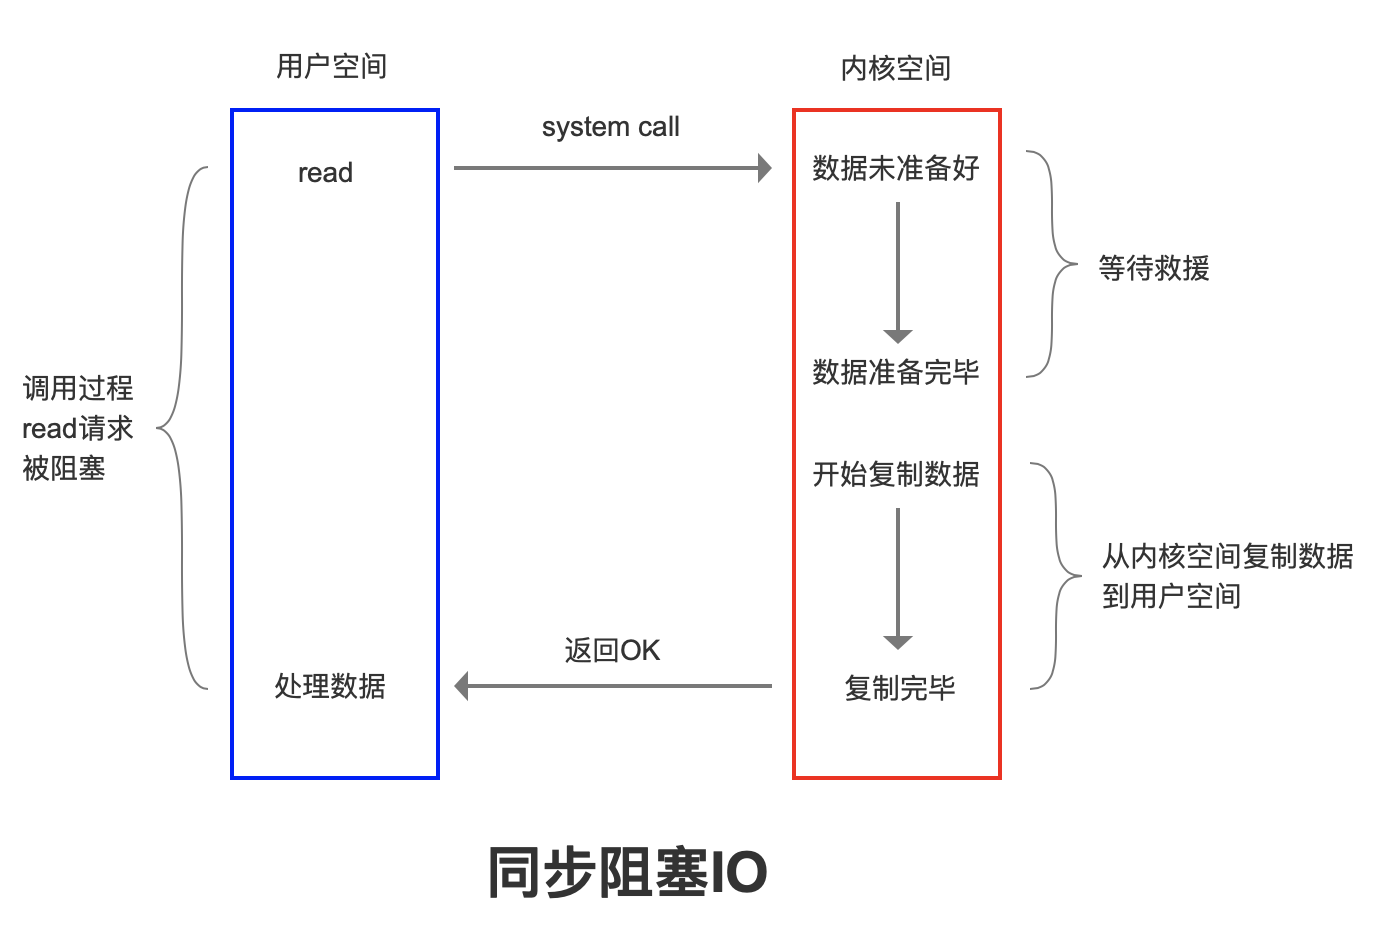 用户空间
内核空间
system call
read
数据未准备好
等待救援
数据准备完毕
调用过程
read请求
被阻塞
开始复制数据
从内核空间复制数据
到用户空间
返回OK
处理数据
复制完毕
同步阻塞IO